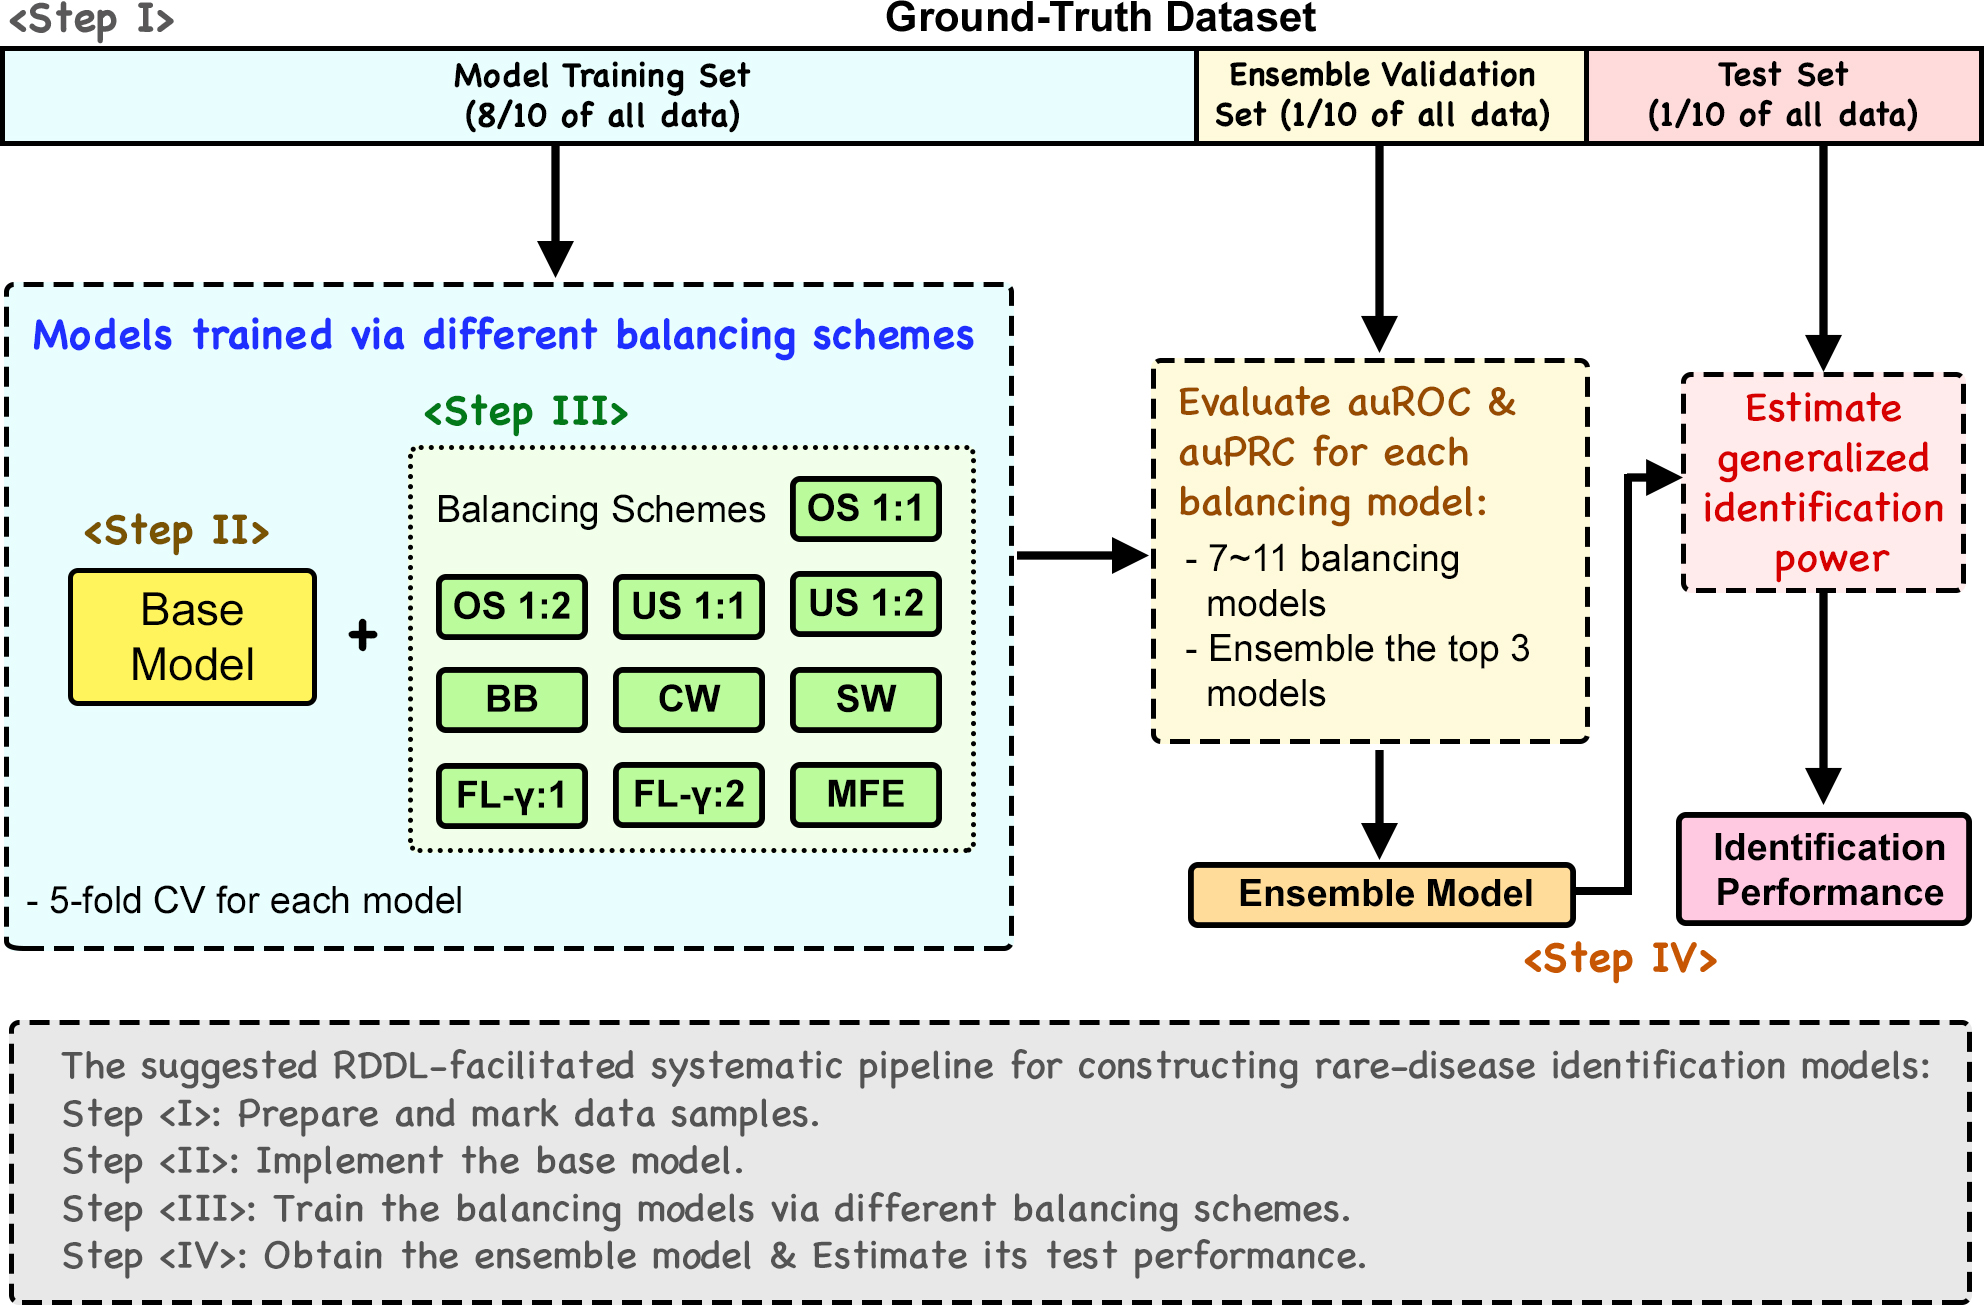 <Step I>
Ground-Truth Dataset
Model Training Set
(8/10 of all data)
Ensemble Validation
Set (1/10 of all data)
Test Set
(1/10 of all data)
Models trained via different balancing schemes
<Step III>
Balancing Schemes
OS 1:1
<Step II>
Base
Model
+
OS 1:2
US 1:1
US 1:2
BB
CW
SW
FL-γ:1
FL-γ:2
MFE
- 5-fold CV for each model
Evaluate auROC &
auPRC for each
balancing model:
- 7~11 balancing
models
- Ensemble the top 3
models
Ensemble Model
Estimate
generalized
identification
power
Identification
Performance
<Step IV>
The suggested RDDL-facilitated systematic pipeline for constructing rare-disease identification models:
Step <I>: Prepare and mark data samples.
Step <II>: Implement the base model.
Step <III>: Train the balancing models via different balancing schemes.
Step <IV>: Obtain the ensemble model & Estimate its test performance.